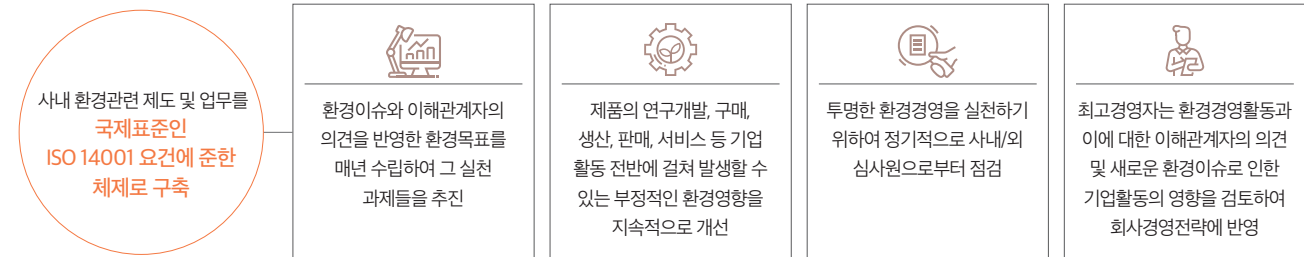 사내 환경관련 제도 및 업무를
국제표준인
ISO 14001 요건에 준한
체제로 구축
환경이슈와 이해관계자의
의견을 반영한 환경목표를
매년 수립하여 그 실천
과제들을 추진
제품의 연구개발, 구매,
생산, 판매, 서비스 등 기업
활동 전반에 걸쳐 발생할 수
있는 부정적인 환경영향을
지속적으로 개선
투명한 환경경영을 실천하기
위하여 정기적으로 사내/외
심사원으로부터 점검
최고경영자는 환경경영활동과
이에 대한 이해관계자의 의견
및 새로운 환경이슈로 인한
기업활동의 영향을 검토하여
회사경영전략에 반영